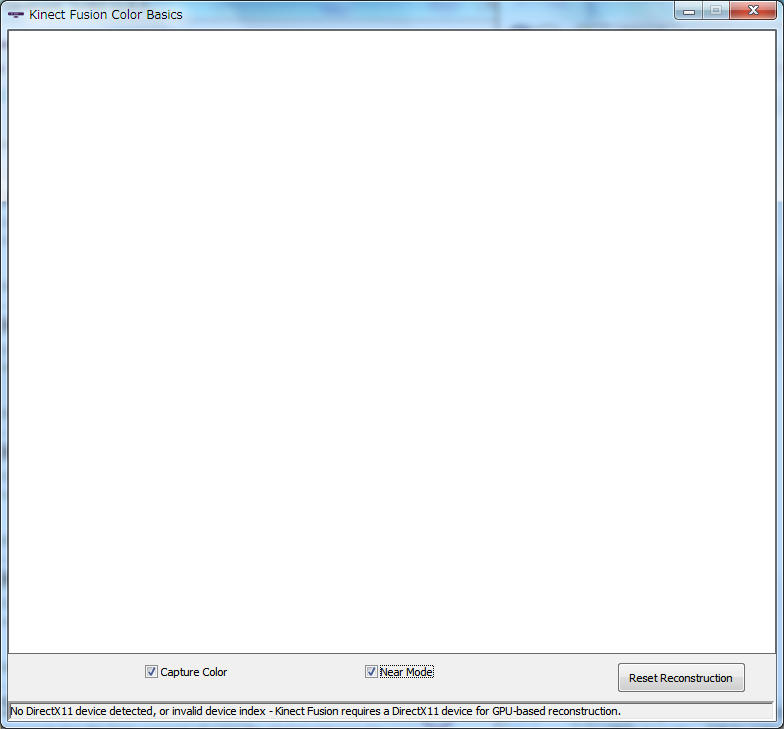 Kinect Fusion Color Basics
Capture Color
Near Mode
Reset Reconstruction
No DirectX11 device detected, or invalid device index - Kinect Fusion requires a DirectX11 device for GPU-based reconstruction.